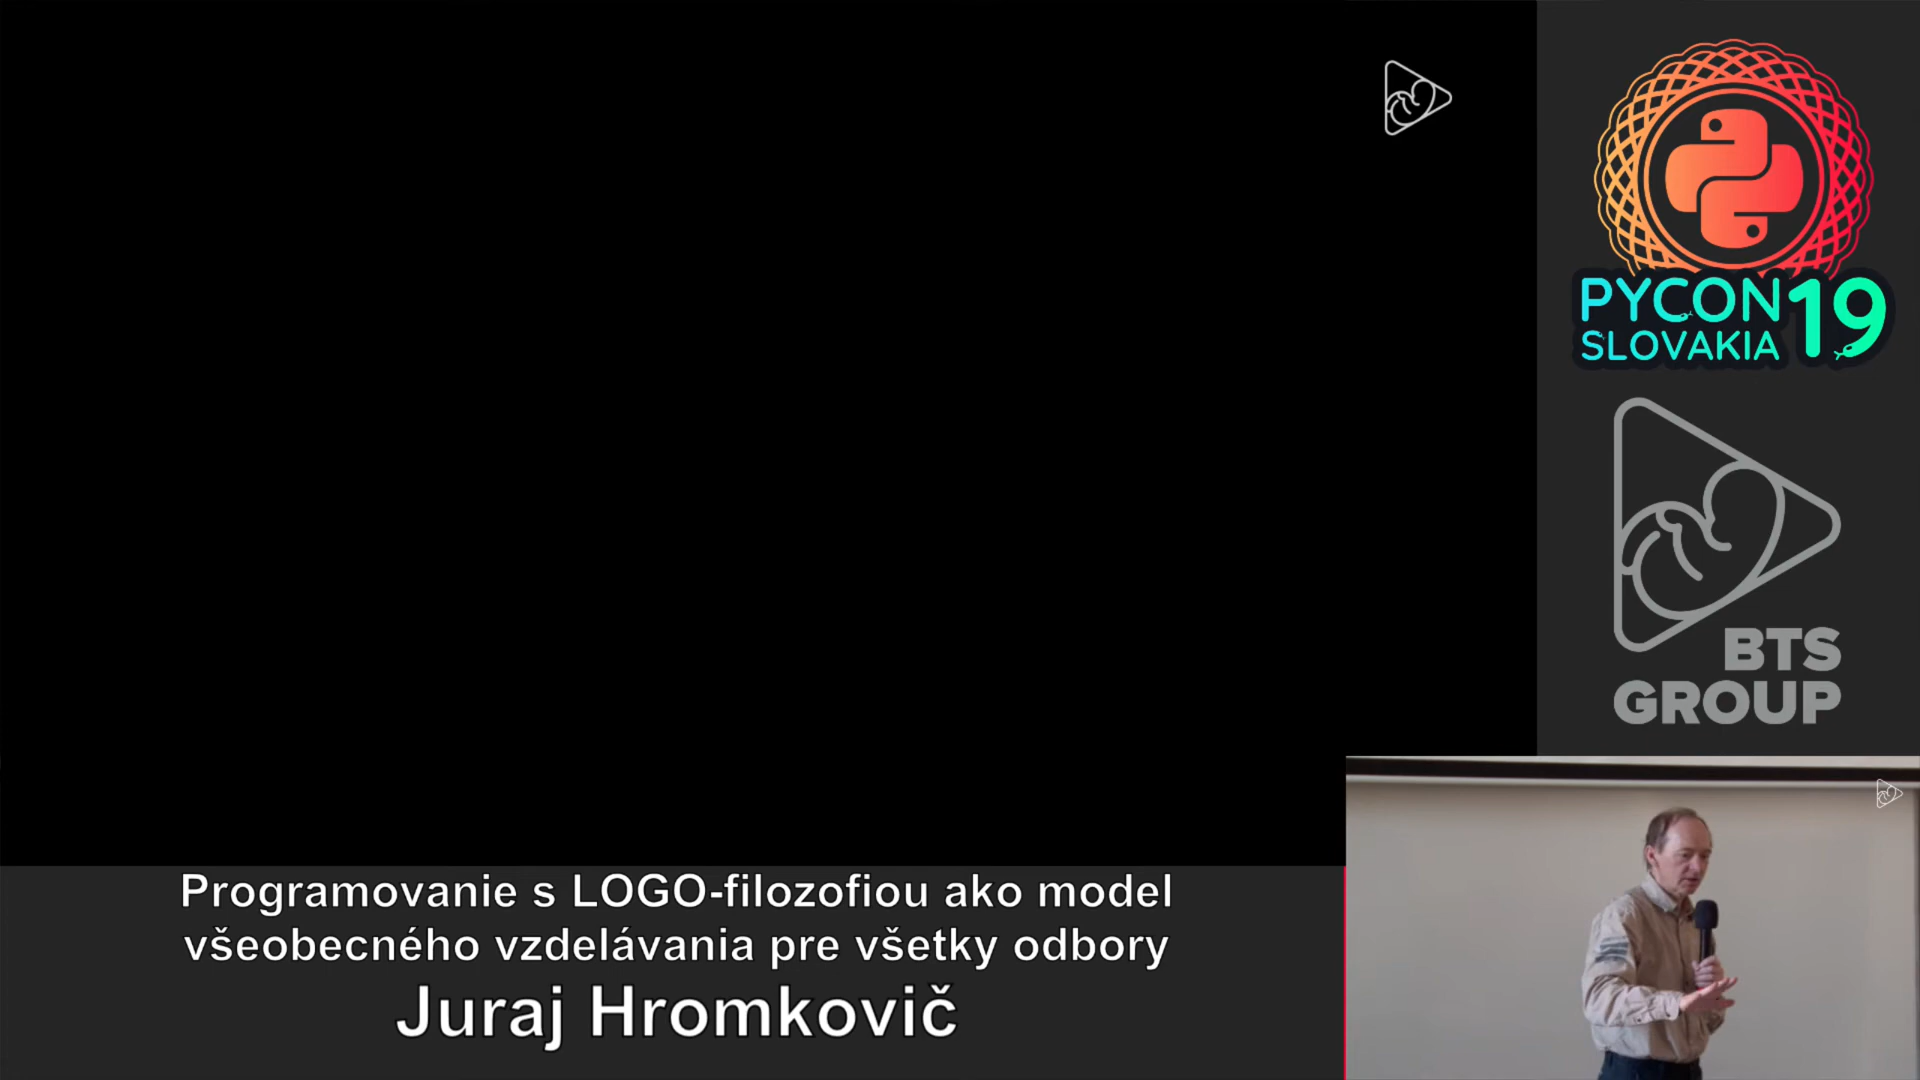 PYCON 19
SLOVAKIA
BTS
GROUP
Programovanie s LOGO-filozofiou ako model
všeobecného vzdelávania pre všetky odbory
Juraj Hromkovič